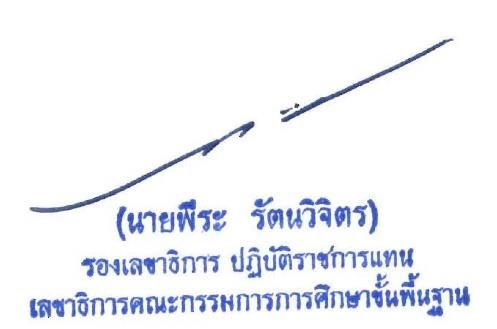 (นายพีระ รัตนวิจิตร)
รองเลขาธิการ ปฏิบัติราชการแทน
เลขาธิการคณะกรรมการการศึกษาขั้นพื้นฐาน